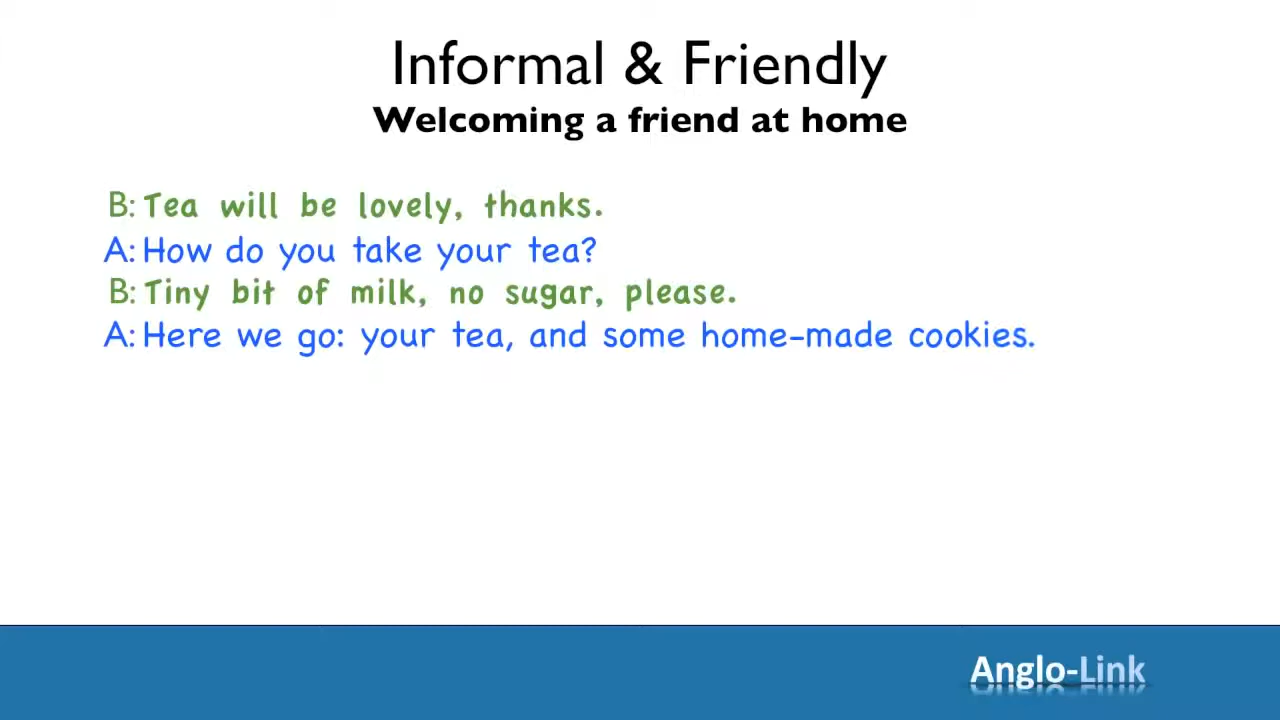 Informal & Friendly
Welcoming a friend at home
B: Tea will be lovely, thanks.
A: How do you take your tea?
B: Tiny bit of milk, no sugar, please.
A: Here we go: your tea, and some home-made cookies.
Anglo-Link